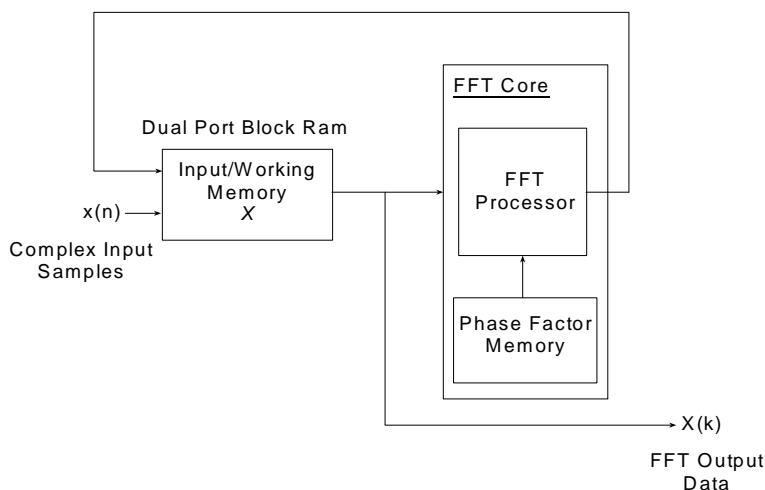 FFT Core
Dual Port Block Ram
Input/Working
Memory
X
FFT
Processor
x(n)
Complex Input
Samples
Phase Factor
Memory
X(k)
FFT Output
Data